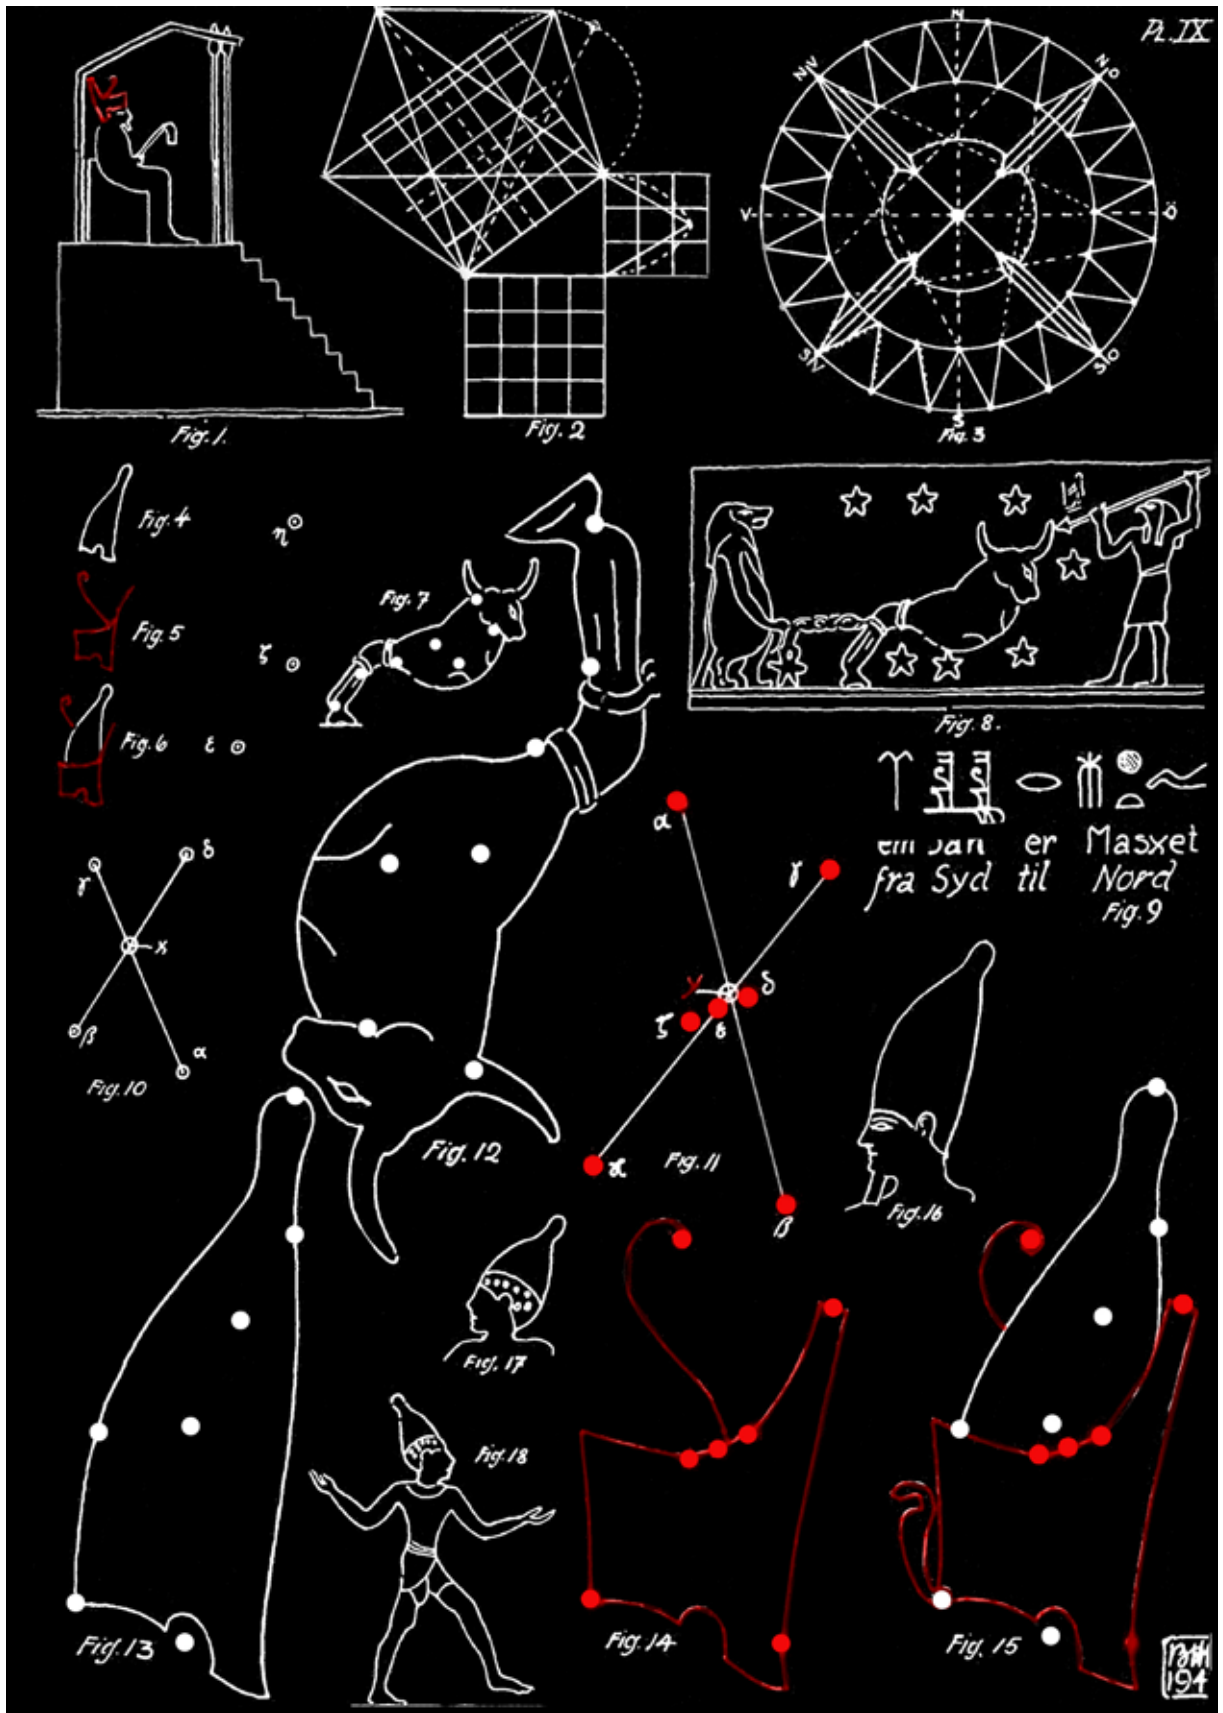 Pl. IX
Fig. 1.
Fig. 2
N
NV
NO
V
Ö
SV
SO
S
Fig. 3
Fig. 4
η
Fig. 5
ζ
Fig. 6
ε
Fig. 7
Fig. 8.
er Masxet
fra Syd til Nord
Fig. 9
γ
δ
β
α
Fig. 10
α
γ
δ
ζ
ε
β
Fig. 11
Fig. 12
Fig. 16
Fig. 17
Fig. 18
Fig. 13
Fig. 14
Fig. 15
194